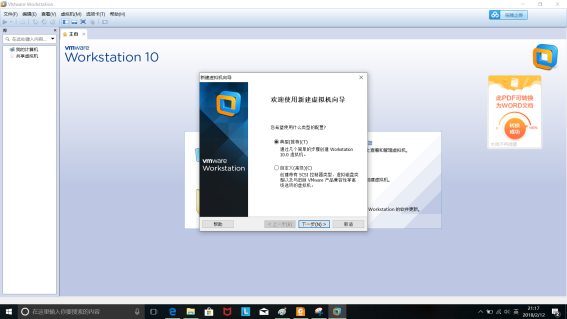 VMware Workstation
文件(F) 编辑(E) 查看(V) 虚拟机(M) 选项卡(T) 帮助(H)
库
在此处键入内容...
主页
我的计算机
共享虚拟机
vmware
Workstation 10
此PDF可转换
为WORD文档
转换
成功
新建虚拟机向导
欢迎使用新建虚拟机向导
您希望使用什么类型的配置?
典型(推荐)(T)
通过几个简单的步骤创建 Workstation
10.0 虚拟机。
自定义(高级)(C)
创建带有 SCSI 控制器类型、虚拟磁盘
类型以及与旧版 VMware 产品兼容性等高
级选项的虚拟机。
vmware
Workstation
Workstation 的软件更新。
帮助
< 上一步(B)
下一步(N) >
取消
在这里输入你要搜索的内容
21:17
2018/2/12